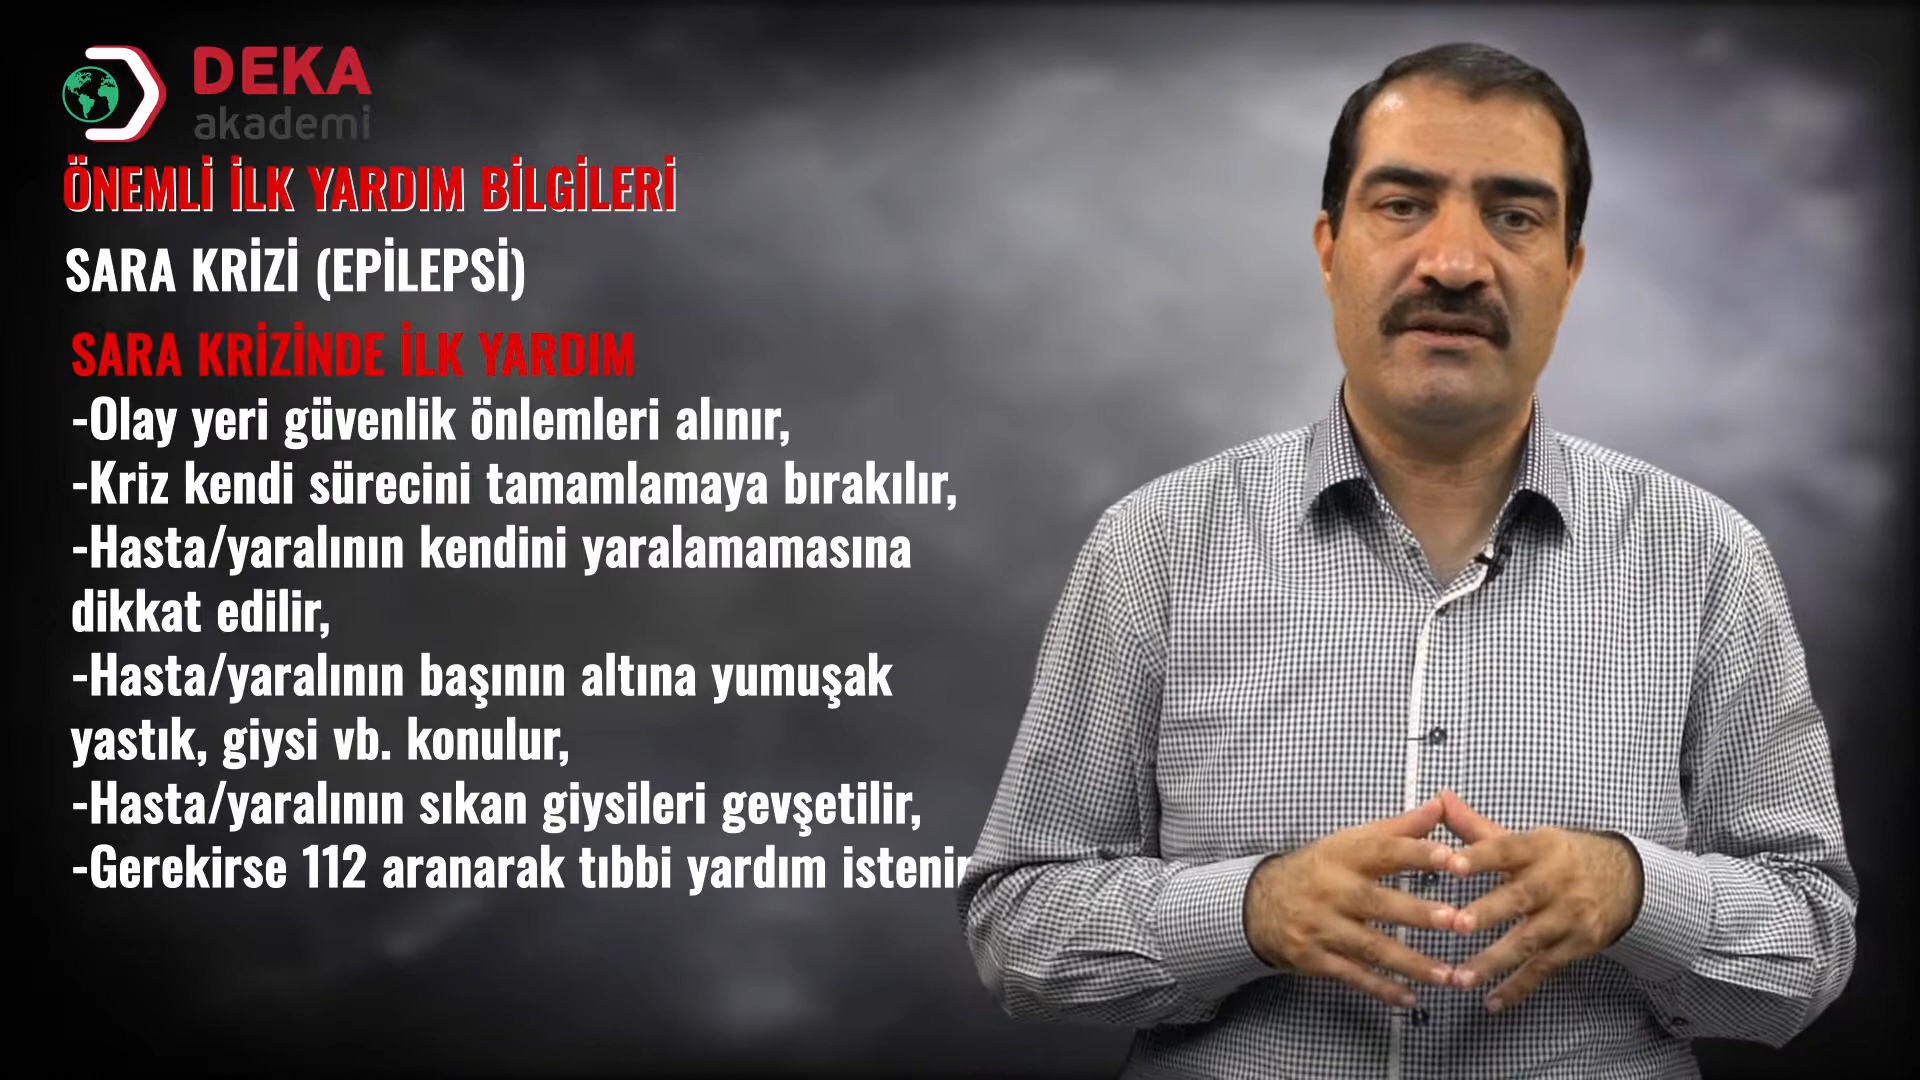 DEKA
akademi
ÖNEMLİ İLK YARDIM BİLGİLERİ
SARA KRİZİ (EPİLEPSİ)
SARA KRİZİNDE İLK YARDIM
-Olay yeri güvenlik önlemleri alınır,
-Kriz kendi sürecini tamamlamaya bırakılır,
-Hasta/yaralının kendini yaralamamasına
dikkat edilir,
-Hasta/yaralının başının altına yumuşak
yastık, giysi vb. konulur,
-Hasta/yaralının sıkan giysileri gevşetilir,
-Gerekirse 112 aranarak tıbbi yardım istenir